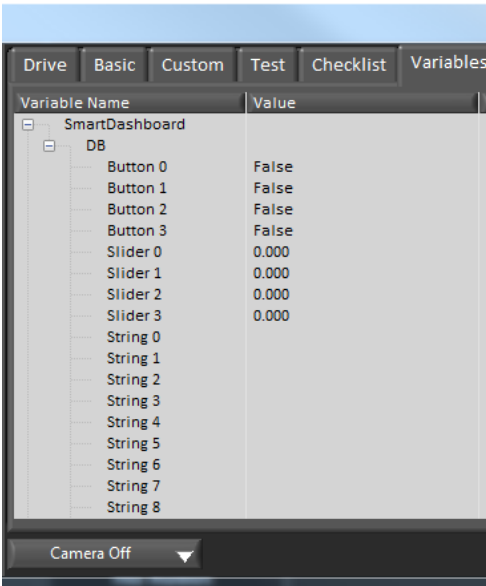 Drive Basic Custom Test Checklist Variables
Variable Name Value
SmartDashboard
DB
Button 0 False
Button 1 False
Button 2 False
Button 3 False
Slider 0 0.000
Slider 1 0.000
Slider 2 0.000
Slider 3 0.000
String 0
String 1
String 2
String 3
String 4
String 5
String 6
String 7
String 8
Camera Off